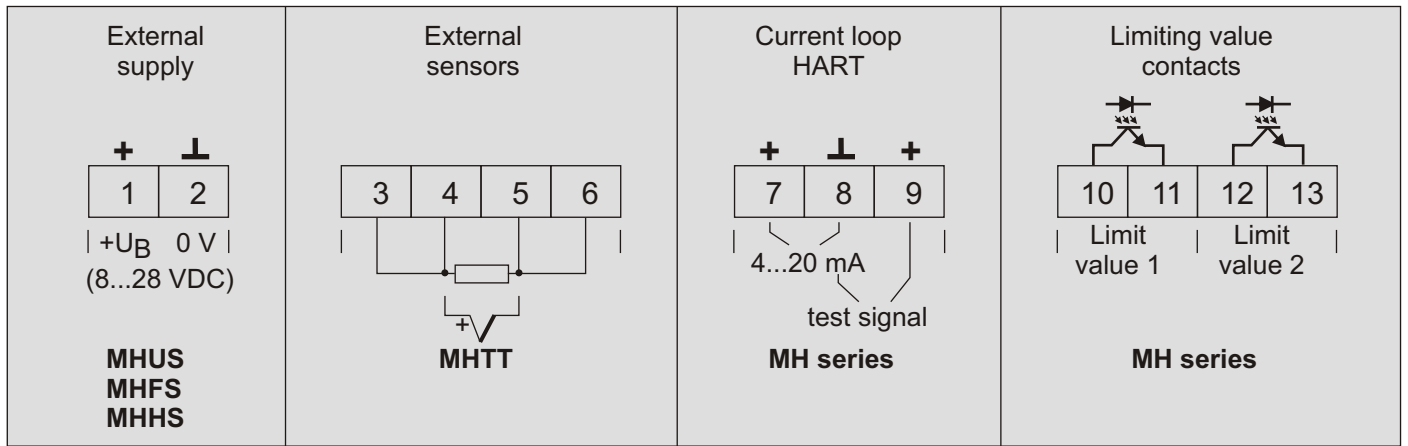 External
supply
+ ⊥
1 2
+UB 0 V
(8...28 VDC)
MHUS
MHFS
MHHS
External
sensors
3 4 5 6
+
MHTT
Current loop
HART
+ ⊥ +
7 8 9
4...20 mA
test signal
MH series
Limiting value
contacts
10 11 12 13
Limit
value 1
Limit
value 2
MH series